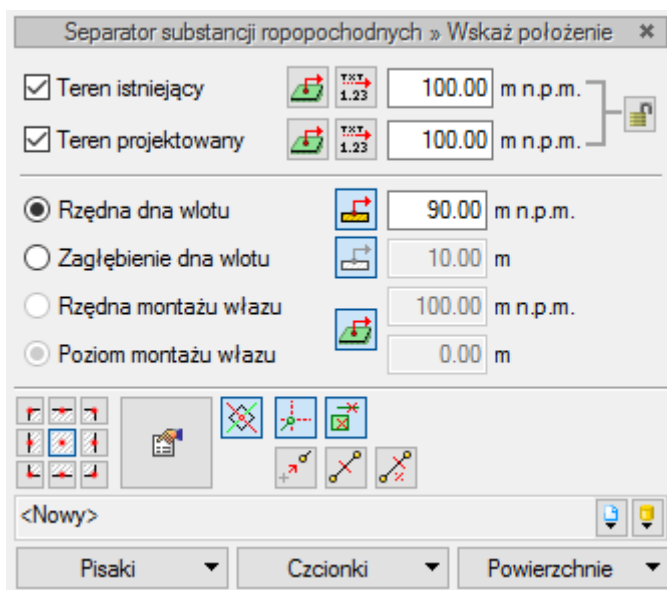 Separator substancji ropopochodnych » Wskaż położenie
Teren istniejący TXT 1.23 100.00 m n.p.m.
Teren projektowany TXT 1.23 100.00 m n.p.m.
Rzędna dna wlotu 90.00 m n.p.m.
Zagłębienie dna wlotu 10.00 m
Rzędna montażu włazu 100.00 m n.p.m.
Poziom montażu włazu 0.00 m
<Nowy>
Pisaki Czcionki Powierzchnie